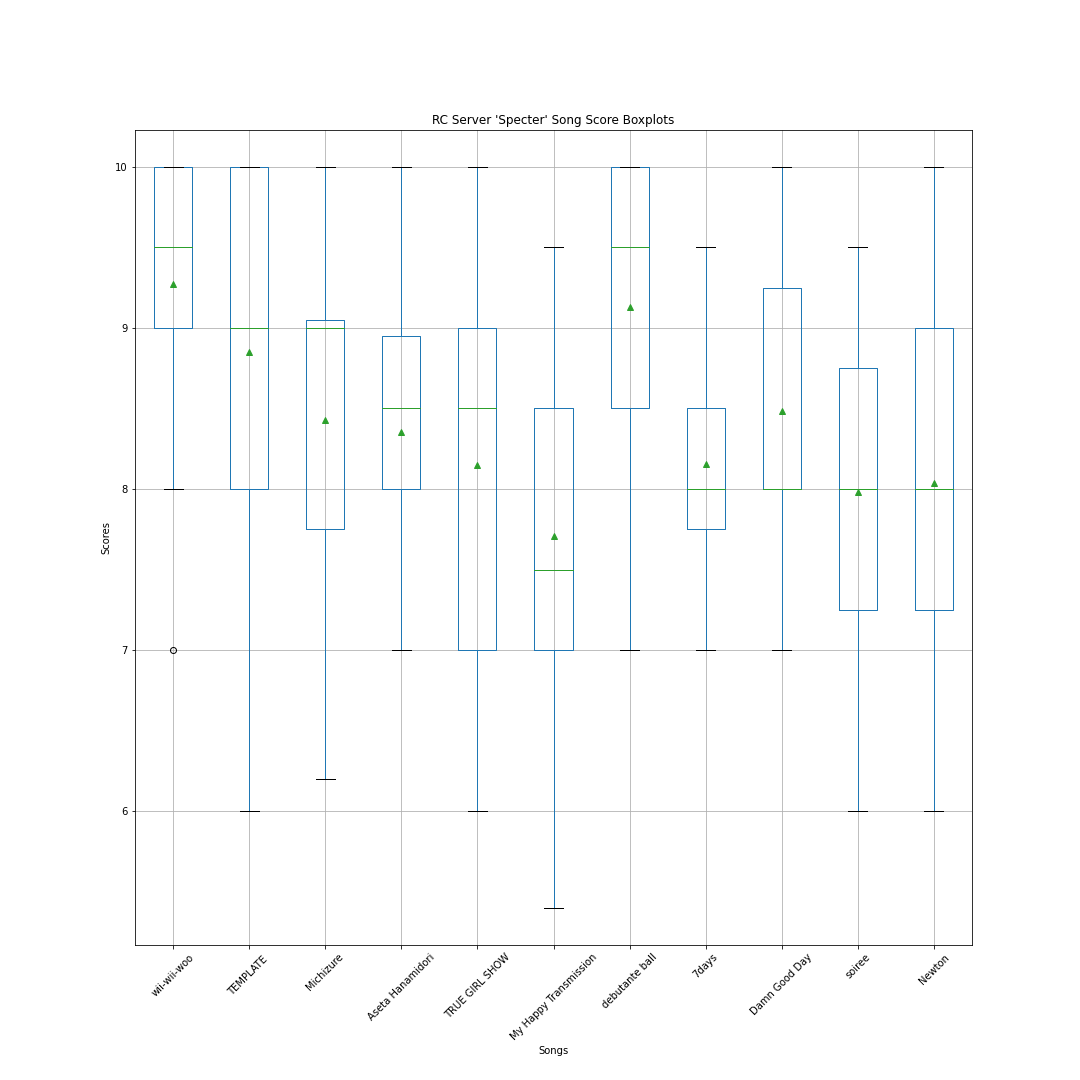 RC Server 'Specter' Song Score Boxplots
10
9
8
7
6
Scores
wii-wii-woo
TEMPLATE
Michizure
Aseta Hanamidori
TRUE GIRL SHOW
My Happy Transmission
debutante ball
7days
Damn Good Day
soiree
Newton
Songs